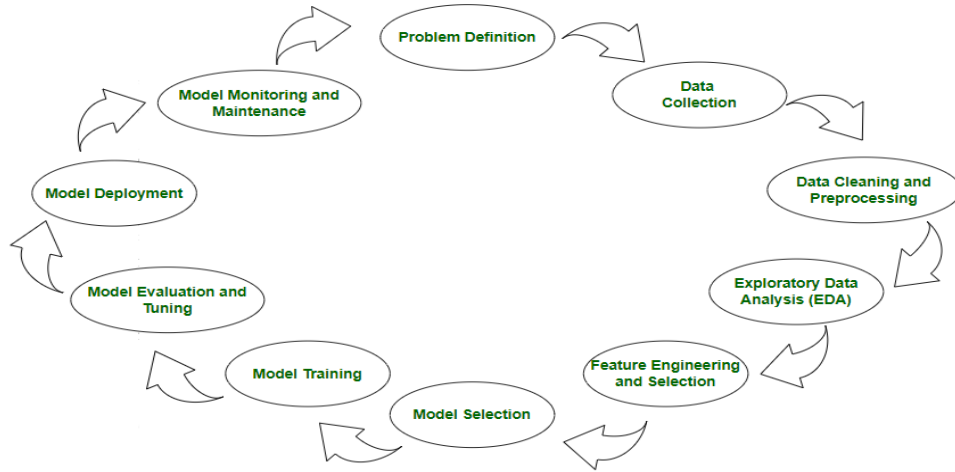 Problem Definition
Data
Collection
Data Cleaning and
Preprocessing
Exploratory Data
Analysis (EDA)
Feature Engineering
and Selection
Model Selection
Model Training
Model Evaluation and
Tuning
Model Deployment
Model Monitoring and
Maintenance